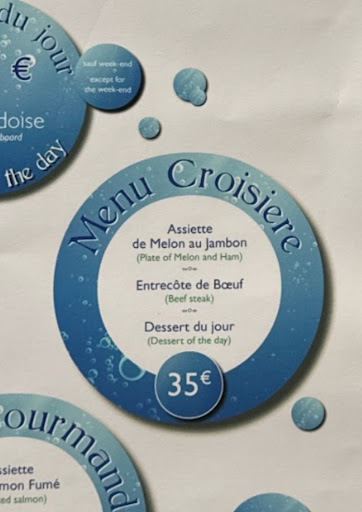 du jour
€
sauf week-end
except for
the week-end
doise
board
the day
Menu Croisiere
Assiette
de Melon au Jambon
(Plate of Melon and Ham)
Entrecôte de Bœuf
(Beef steak)
Dessert du jour
(Dessert of the day)
35€
ourmand
ssiette
mon Fumé
ed salmon)